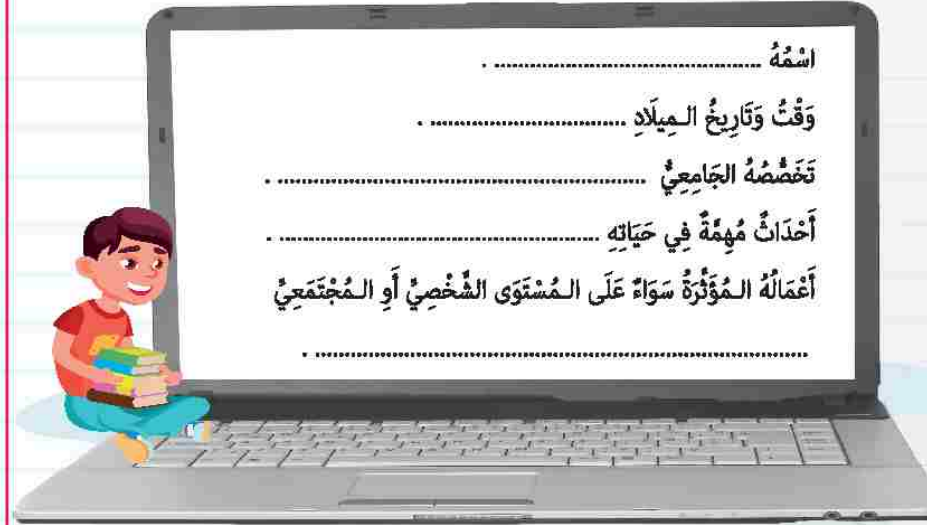 اسْمُهُ ............................................. .
وَقْتُ وَتَارِيخُ الـمِيلَادِ ................................. .
تَخَصُّصُهُ الجَامِعِيُّ ............................................................... .
أَحْدَاثٌ مُهِمَّةٌ فِي حَيَاتِهِ ....................................................... .
أَعْمَالُهُ الـمُؤَثِّرَةُ سَوَاءٌ عَلَى الـمُسْتَوَى الشَّخْصِيِّ أَوِ الـمُجْتَمَعِيِّ
.................................................................................... .